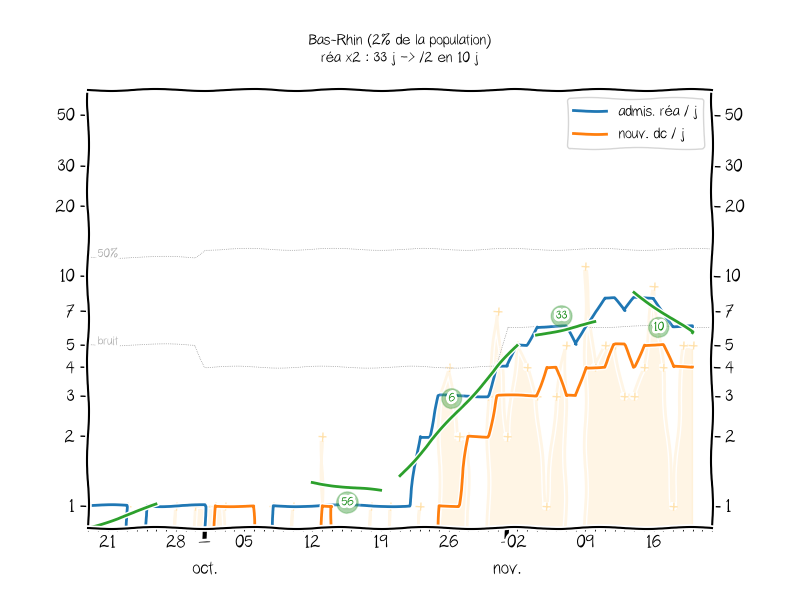 Bas-Rhin (2% de la population)
réa x2 : 33 j -> /2 en 10 j
admis. réa / j
nouv. dc / j
50 50
30 30
20 20
50%
10 10
7 7
33
bruit
10
5 5
4 4
3 3
6
2 2
56
1 1
21 28 05 12 19 26 02 09 16
oct. nov.